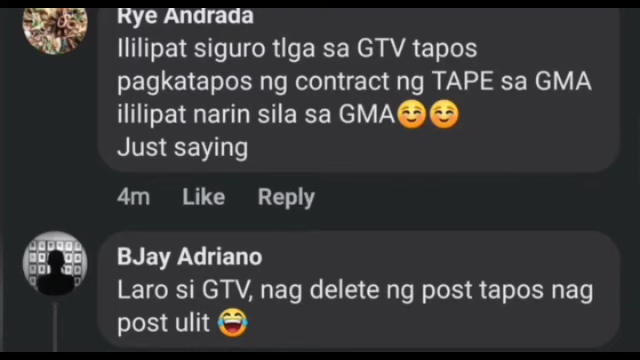 Rye Andrada
Ililipat siguro tlga sa GTV tapos
pagkatapos ng contract ng TAPE sa GMA
ililipat narin sila sa GMA☺️☺️
Just saying
4m Like Reply
BJay Adriano
Laro si GTV, nag delete ng post tapos nag
post ulit 😂